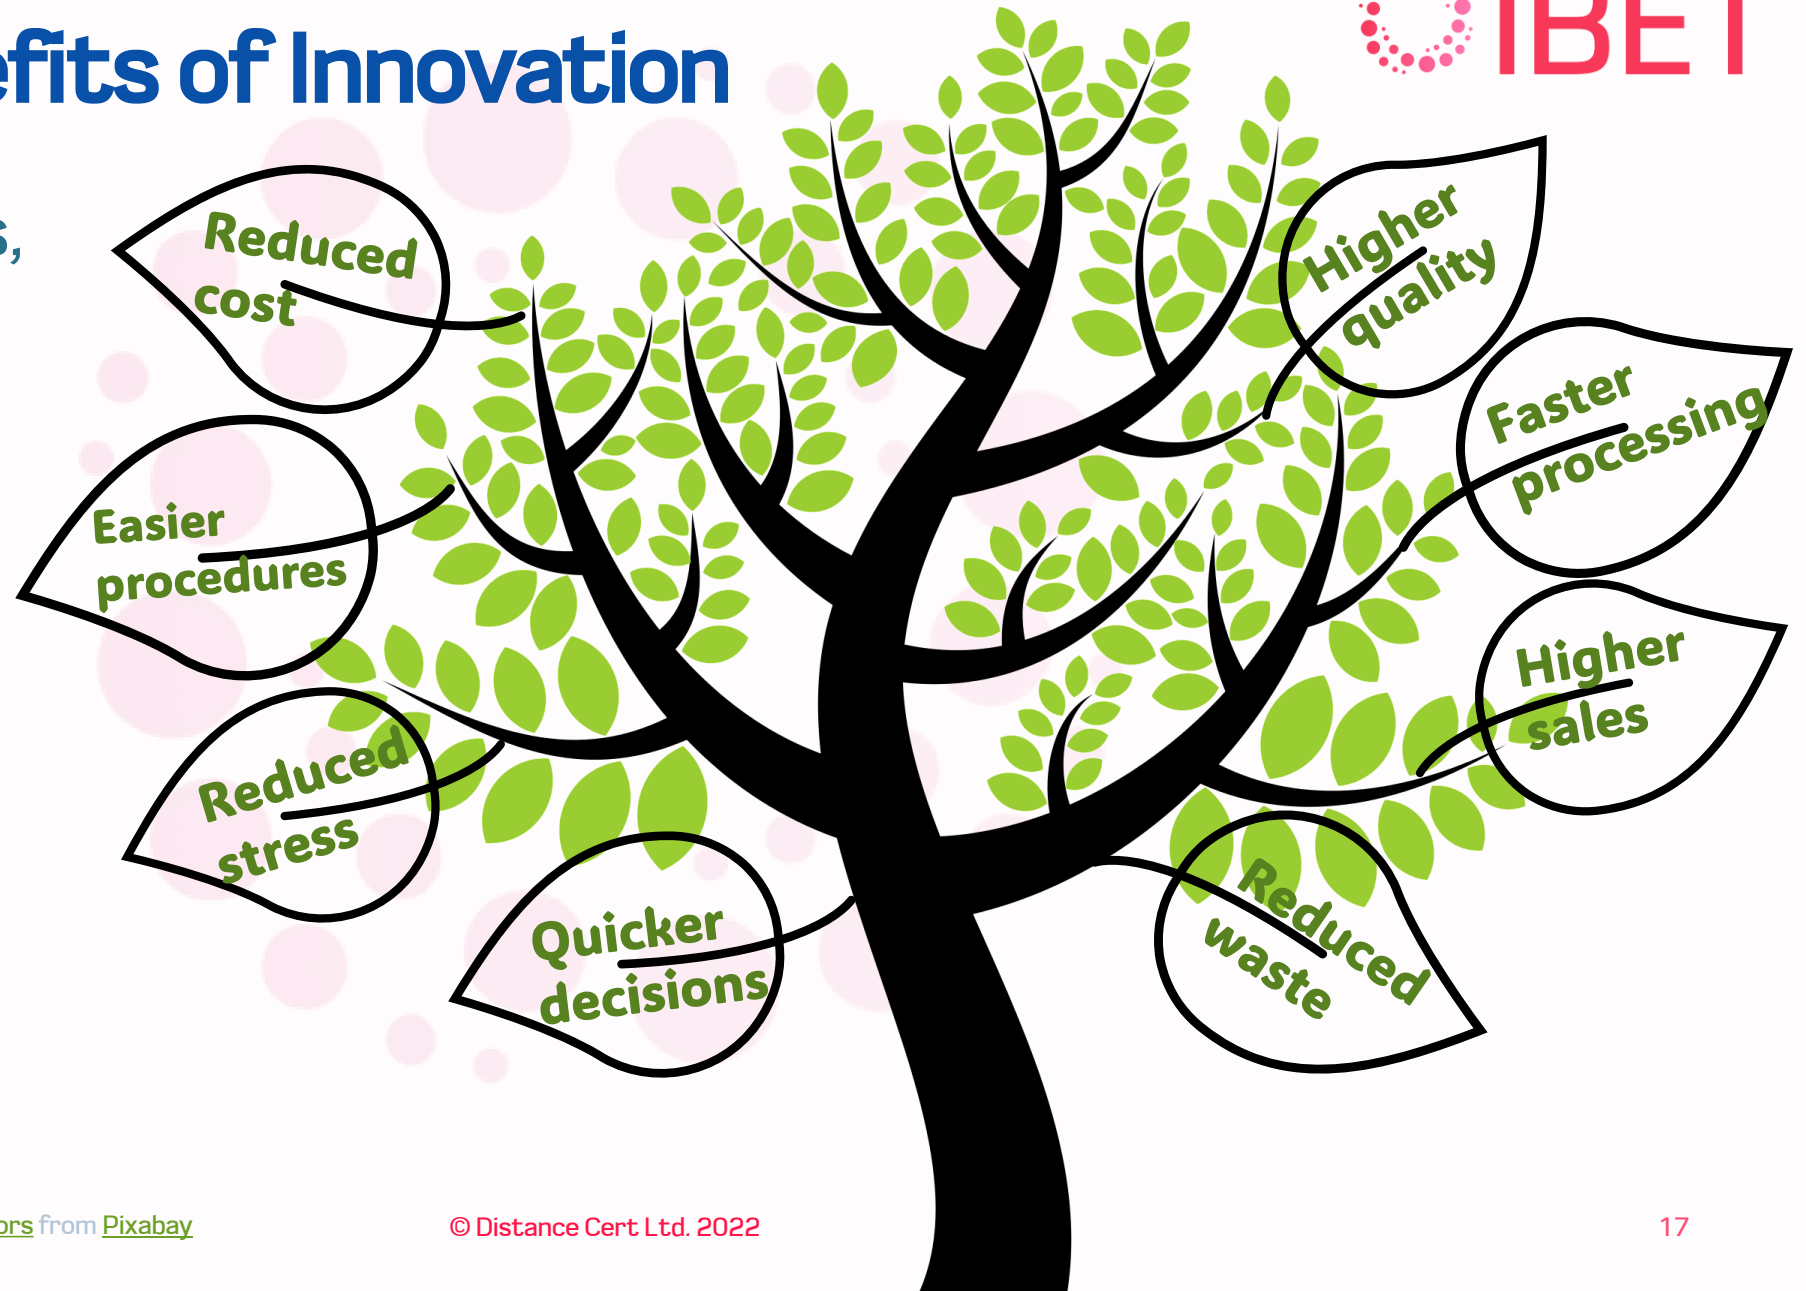 efits of Innovation
IBET
s,
Reduced
cost
Higher
quality
Faster
processing
Easier
procedures
Higher
sales
Reduced
stress
Quicker
decisions
Reduced
waste
ors from Pixabay
© Distance Cert Ltd. 2022
17